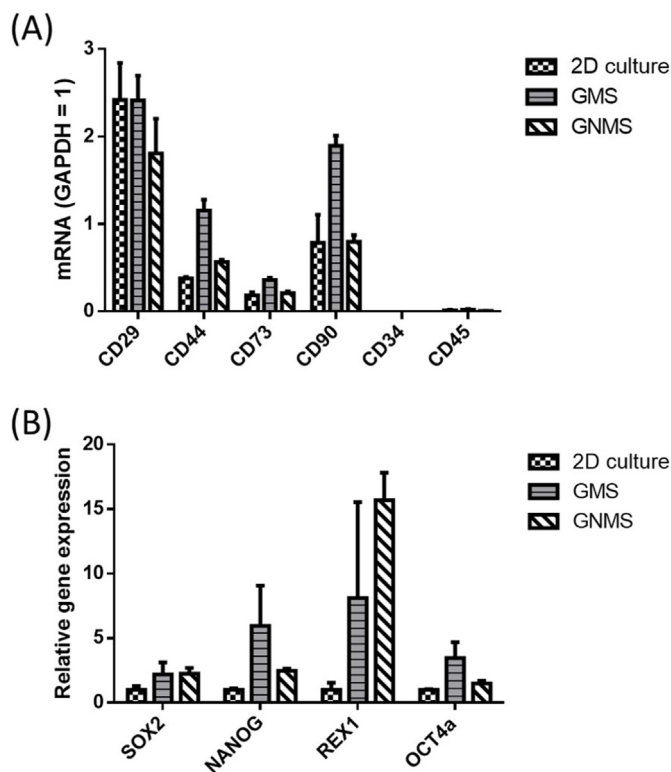 (A)
mRNA (GAPDH = 1)
3
2
1
0
CD29
CD44
CD73
CD90
CD34
CD45
2D culture
GMS
GNMS
(B)
Relative gene expression
20
15
10
5
0
SOX2
NANOG
REX1
OCT4a
2D culture
GMS
GNMS